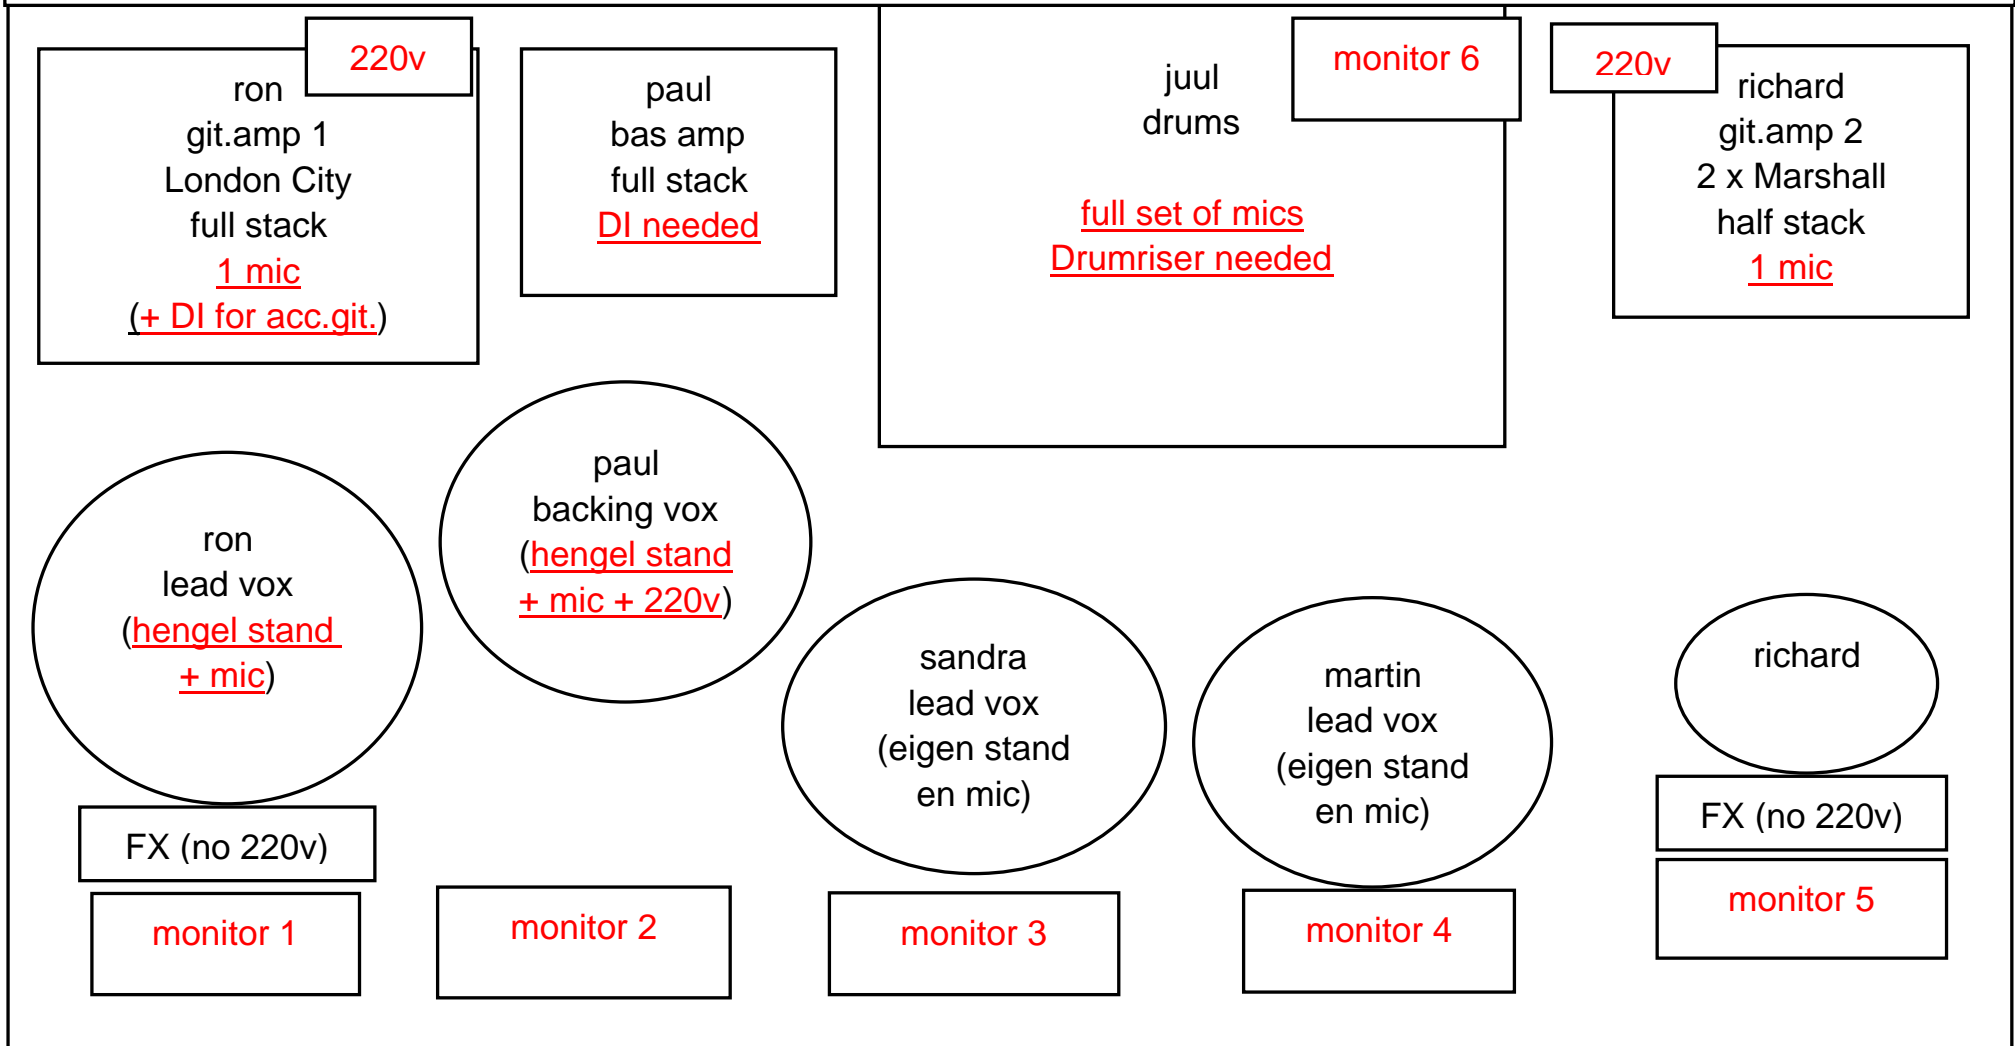 220v
ron
git.amp 1
London City
full stack
1 mic
(+ DI for acc.git.)
paul
bas amp
full stack
DI needed
juul
drums
full set of mics
Drumriser needed
monitor 6
220v
richard
git.amp 2
2 x Marshall
half stack
1 mic
ron
lead vox
(hengel stand
+ mic)
paul
backing vox
(hengel stand
+ mic + 220v)
sandra
lead vox
(eigen stand
en mic)
martin
lead vox
(eigen stand
en mic)
richard
FX (no 220v)
FX (no 220v)
monitor 1
monitor 2
monitor 3
monitor 4
monitor 5